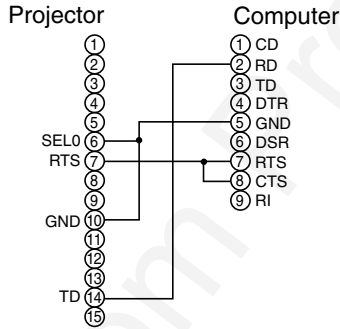 Projector
Computer
1
2
3
4
5
SEL0 6
RTS 7
8
9
GND 10
11
12
13
TD 14
15
1 CD
2 RD
3 TD
4 DTR
5 GND
6 DSR
7 RTS
8 CTS
9 RI